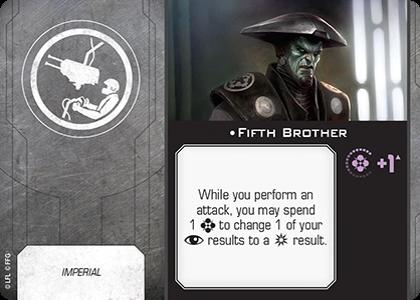 •FIFTH BROTHER
+1
While you perform an
attack, you may spend
1 to change 1 of your
results to a result.
IMPERIAL
© LFL © FFG